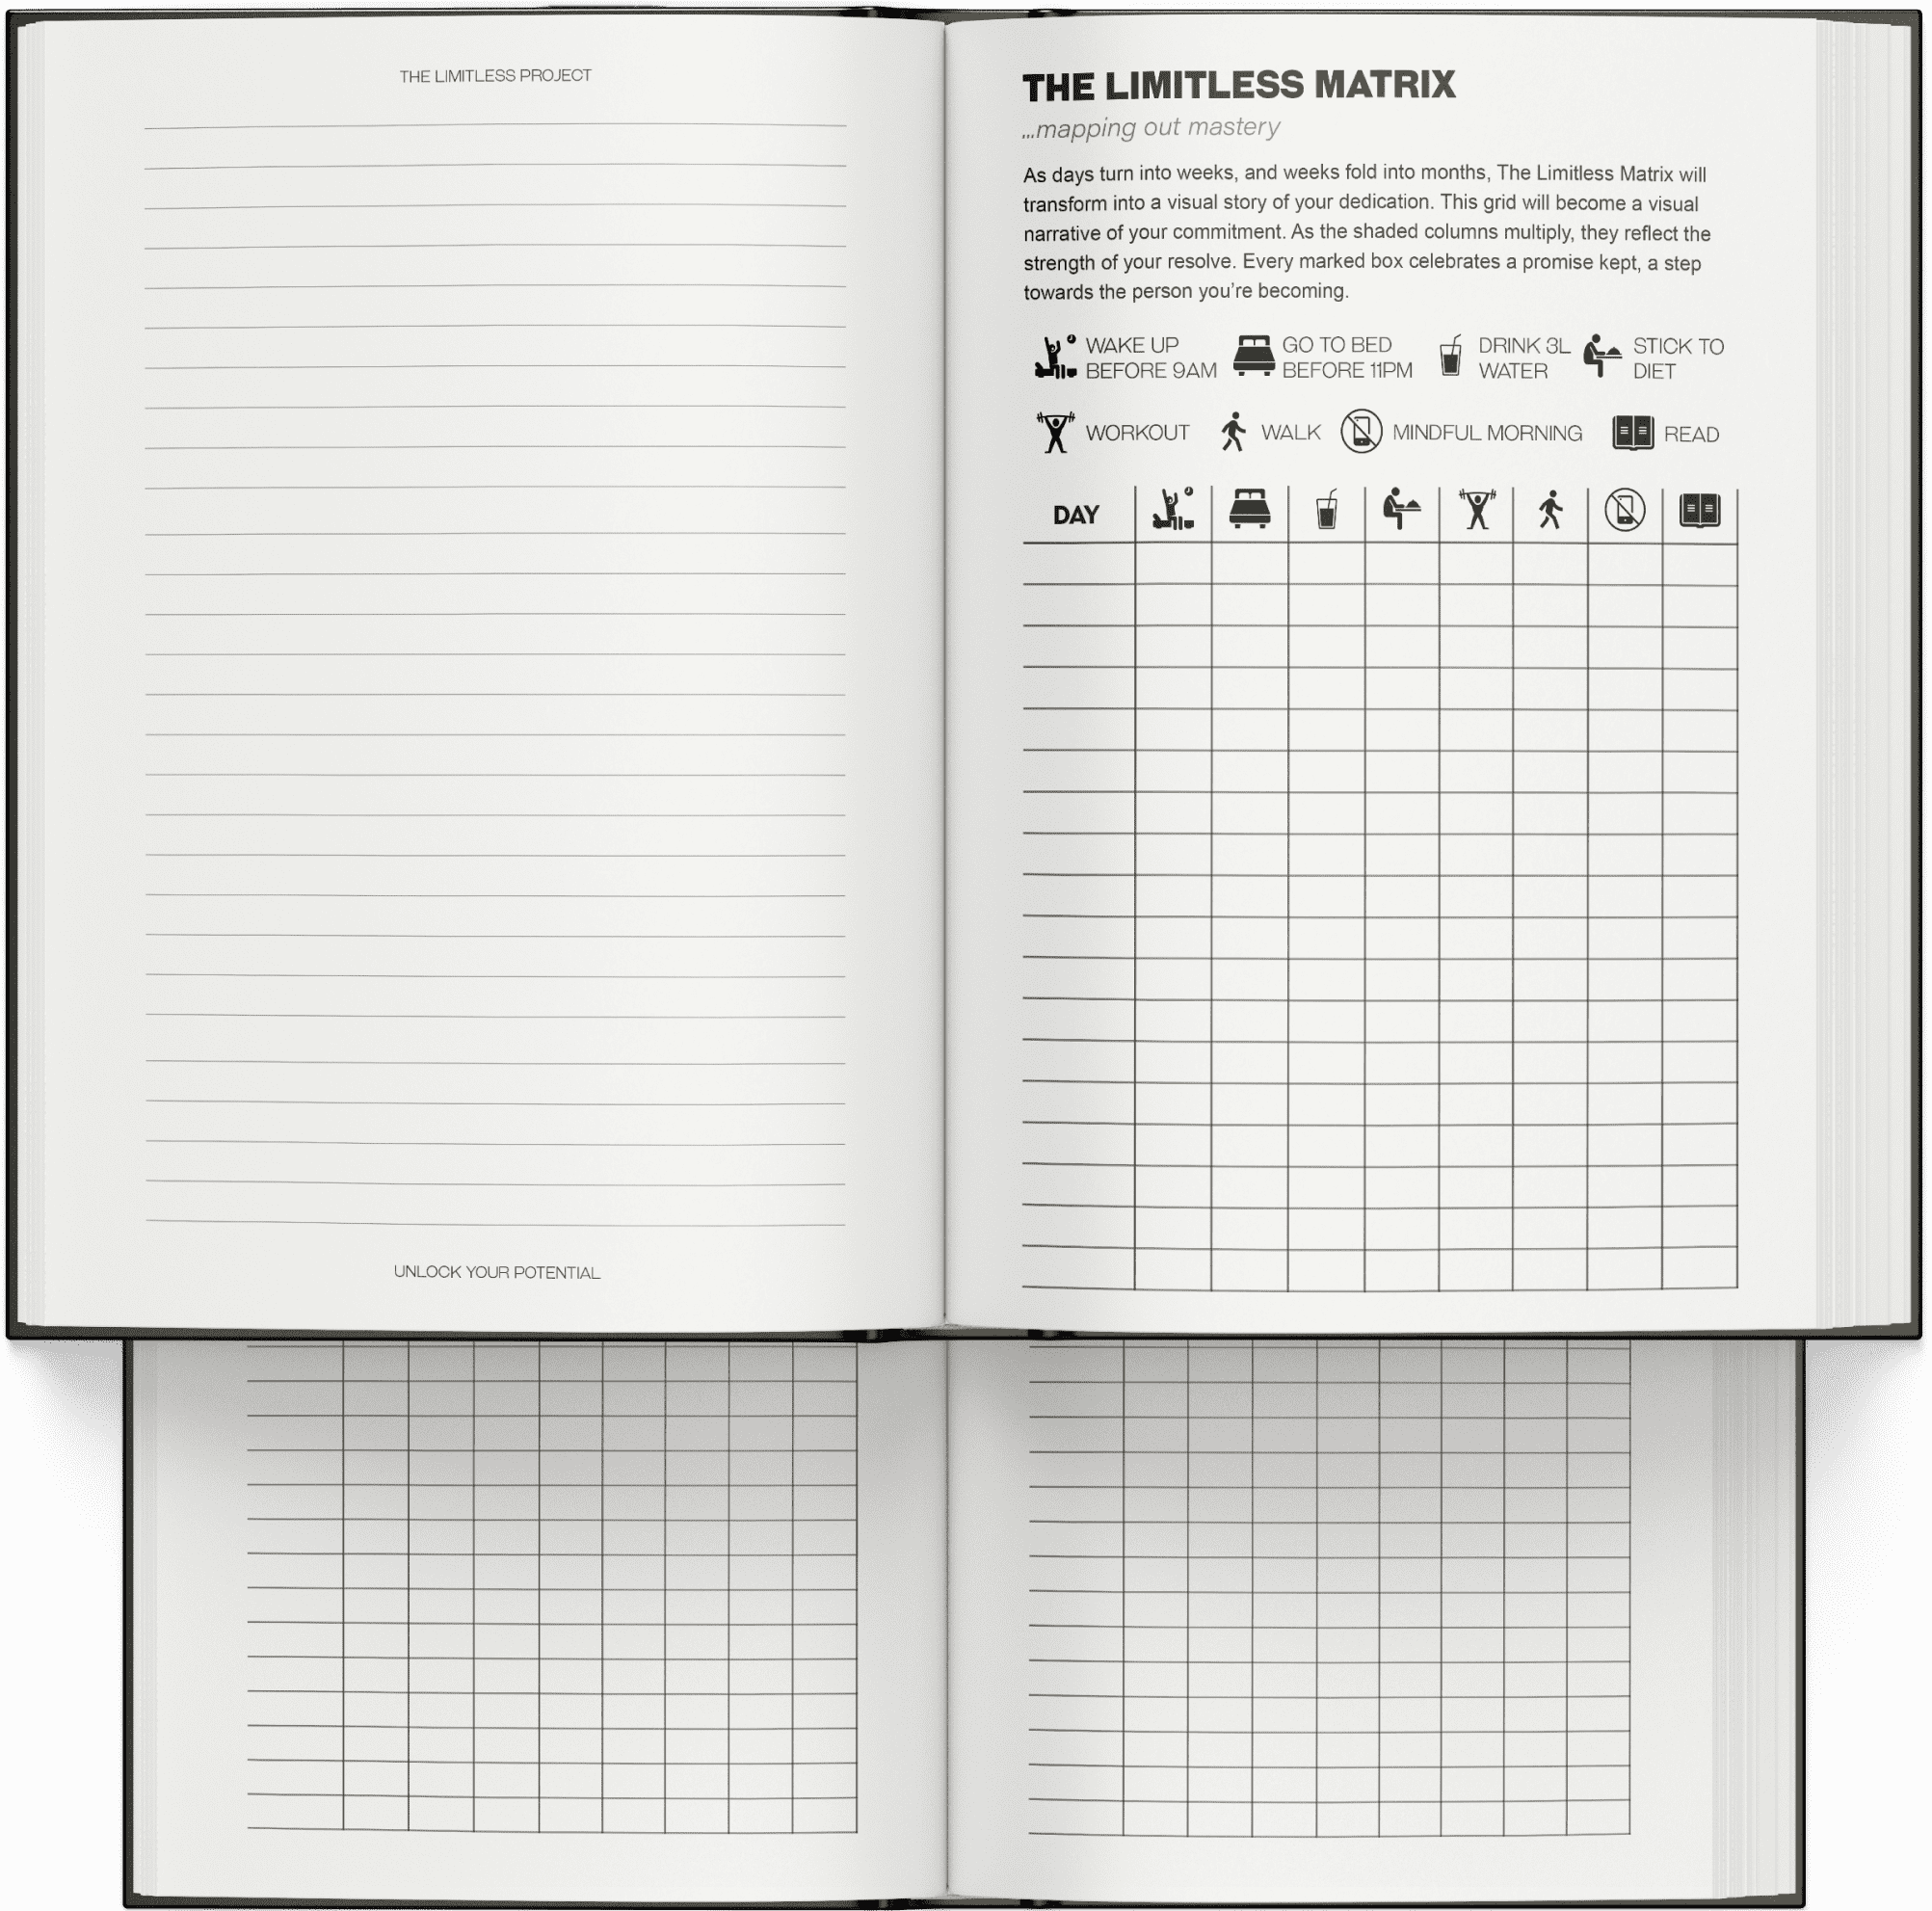 THE LIMITLESS PROJECT
UNLOCK YOUR POTENTIAL
THE LIMITLESS MATRIX
...mapping out mastery
As days turn into weeks, and weeks fold into months, The Limitless Matrix will
transform into a visual story of your dedication. This grid will become a visual
narrative of your commitment. As the shaded columns multiply, they reflect the
strength of your resolve. Every marked box celebrates a promise kept, a step
towards the person you’re becoming.
WAKE UP
BEFORE 9AM
GO TO BED
BEFORE 11PM
DRINK 3L
WATER
STICK TO
DIET
WORKOUT
WALK
MINDFUL MORNING
READ
DAY